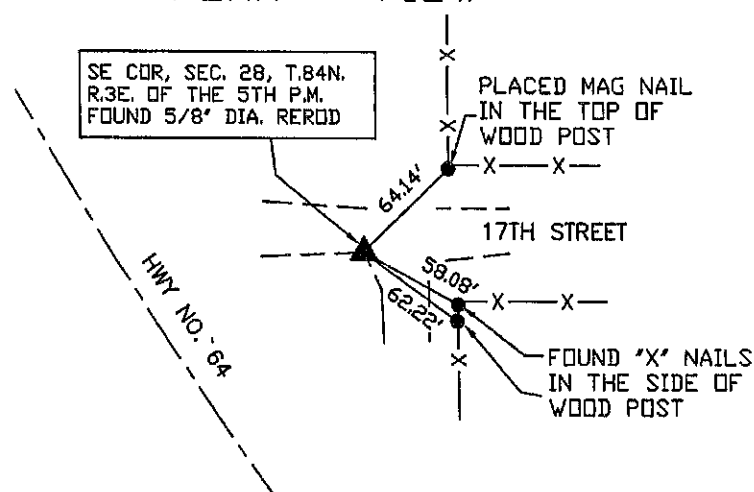 SE COR, SEC. 28, T.84N.
R.3E. OF THE 5TH P.M.
FOUND 5/8" DIA. REROD
PLACED MAG NAIL
IN THE TOP OF
WOOD POST
X
X
X X
64.14'
17TH STREET
58.08'
62.22'
X X
X
HWY NO. 64
FOUND "X" NAILS
IN THE SIDE OF
WOOD POST